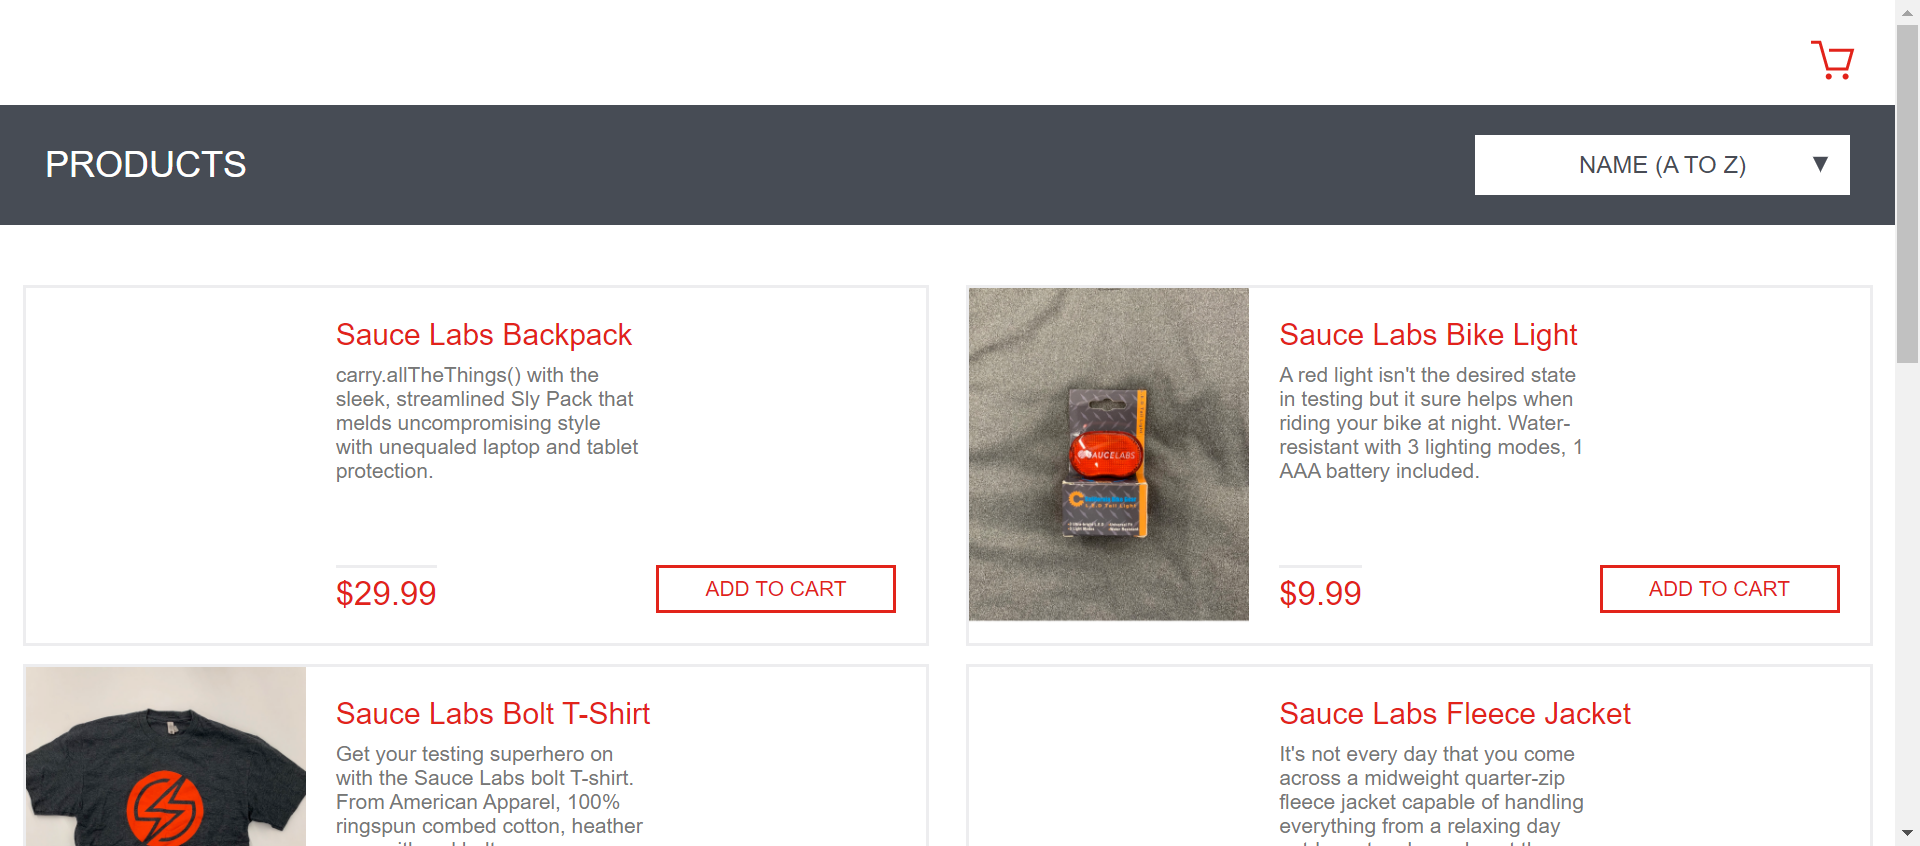 PRODUCTS
NAME (A TO Z)
Sauce Labs Backpack
carry.allTheThings() with the
sleek, streamlined Sly Pack that
melds uncompromising style
with unequaled laptop and tablet
protection.
$29.99
ADD TO CART
SAUCELABS
Sauce Labs Bike Light
A red light isn't the desired state
in testing but it sure helps when
riding your bike at night. Water-
resistant with 3 lighting modes, 1
AAA battery included.
$9.99
ADD TO CART
Sauce Labs Bolt T-Shirt
Get your testing superhero on
with the Sauce Labs bolt T-shirt.
From American Apparel, 100%
ringspun combed cotton, heather
Sauce Labs Fleece Jacket
It's not every day that you come
across a midweight quarter-zip
fleece jacket capable of handling
everything from a relaxing day